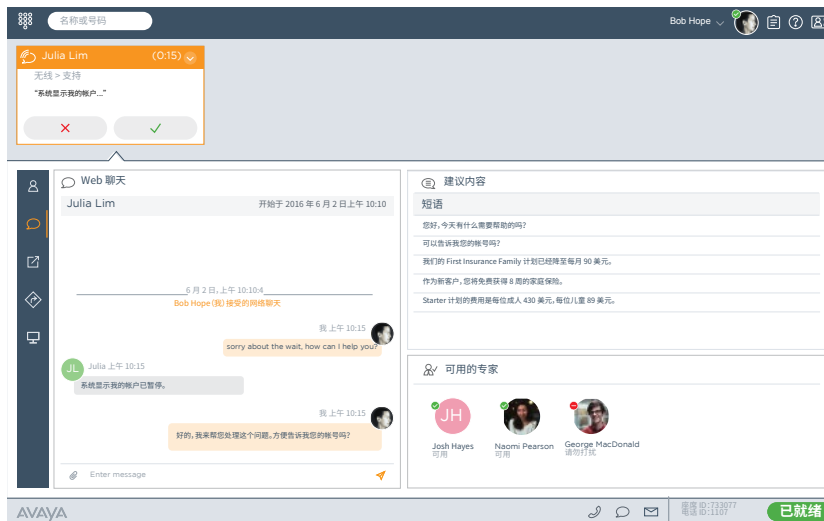 名称或号码
Bob Hope
Julia Lim (0:15)
无线 > 支持
“系统显示我的帐户...”
Web 聊天
Julia Lim 开始于 2016 年 6 月 2 日上午 10:10
6 月 2 日, 上午 10:10:4
Bob Hope (我) 接受的网络聊天
我 上午 10:15
sorry about the wait, how can I help you?
JL
Julia 上午 10:15
系统显示我的帐户已暂停。
我 上午 10:15
好的, 我来帮您处理这个问题。方便告诉我您的帐号吗?
Enter message
建议内容
短语
您好, 今天有什么需要帮助的吗?
可以告诉我您的帐号吗?
我们的 First Insurance Family 计划已经降至每月 90 美元。
作为新客户, 您将免费获得 8 周的家庭保险。
Starter 计划的费用是每位成人 430 美元, 每位儿童 89 美元。
可用的专家
JH
Josh Hayes
可用
Naomi Pearson
可用
George MacDonald
请勿打扰
AVAYA
座席 ID:733077
电话 ID:1107
已就绪